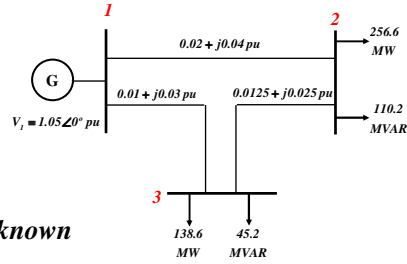 1
2
256.6
MW
0.02 + j0.04 pu
G
0.01 + j0.03 pu
0.0125 + j0.025 pu
V₁ = 1.05∠0º pu
110.2
MVAR
3
known
138.6
MW
45.2
MVAR